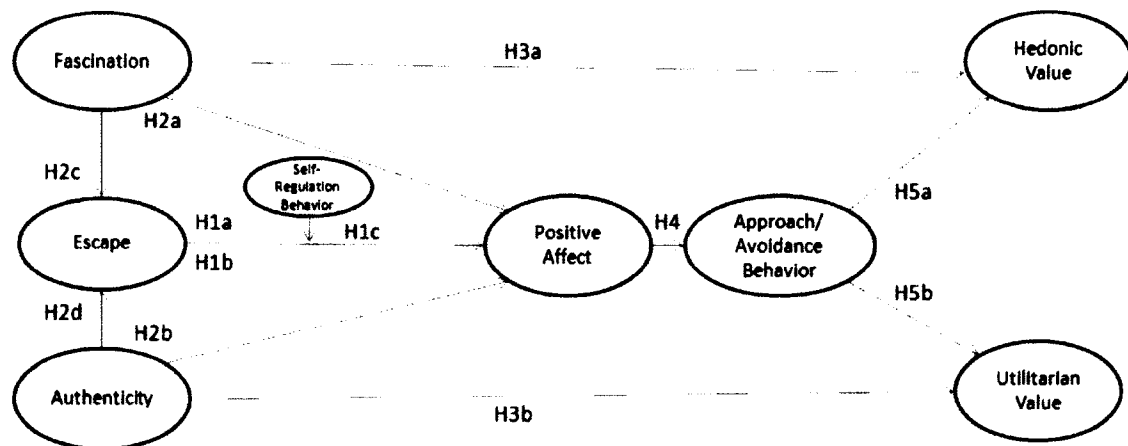 Fascination
H3a
Hedonic
Value
H2a
H2c
Self-
Regulation
Behavior
H5a
Escape
H1a
H1b
H1c
Positive
Affect
H4
Approach/
Avoidance
Behavior
H2d
H2b
H5b
Authenticity
H3b
Utilitarian
Value